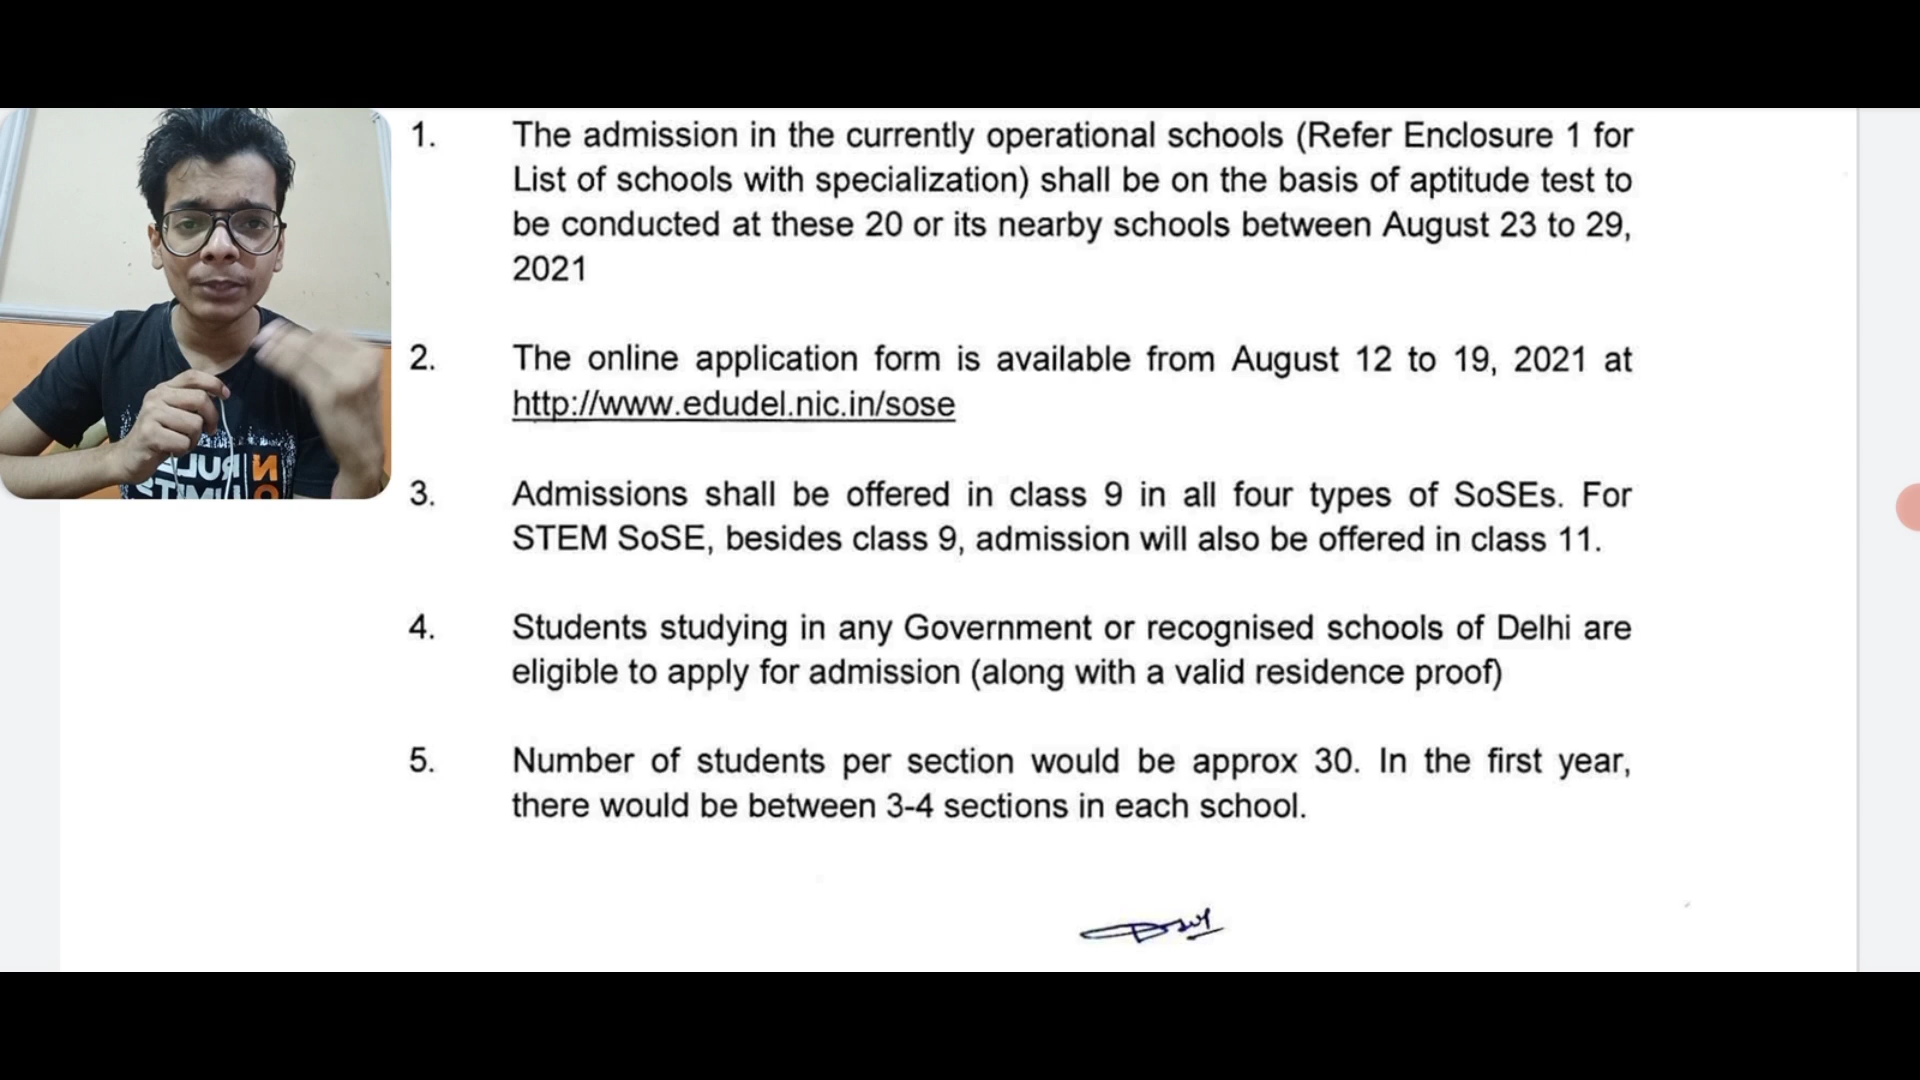 1. The admission in the currently operational schools (Refer Enclosure 1 for
List of schools with specialization) shall be on the basis of aptitude test to
be conducted at these 20 or its nearby schools between August 23 to 29,
2021
2. The online application form is available from August 12 to 19, 2021 at
http://www.edudel.nic.in/sose
3. Admissions shall be offered in class 9 in all four types of SoSEs. For
STEM SoSE, besides class 9, admission will also be offered in class 11.
4. Students studying in any Government or recognised schools of Delhi are
eligible to apply for admission (along with a valid residence proof)
5. Number of students per section would be approx 30. In the first year,
there would be between 3-4 sections in each school.